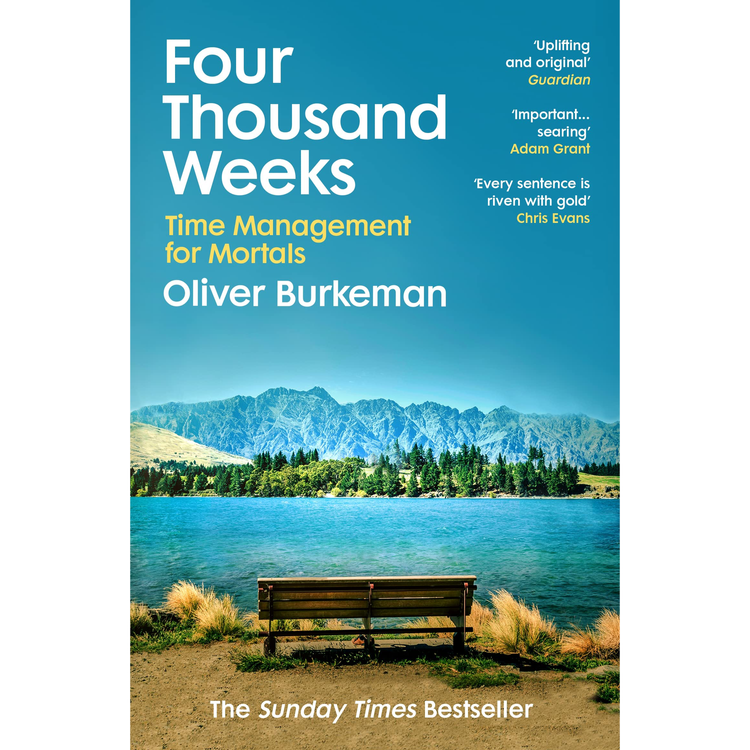 Four
Thousand
Weeks
Time Management
for Mortals
Oliver Burkeman
‘Uplifting
and original’
Guardian
‘Important...
searing’
Adam Grant
‘Every sentence is
riven with gold’
Chris Evans
The Sunday Times Bestseller